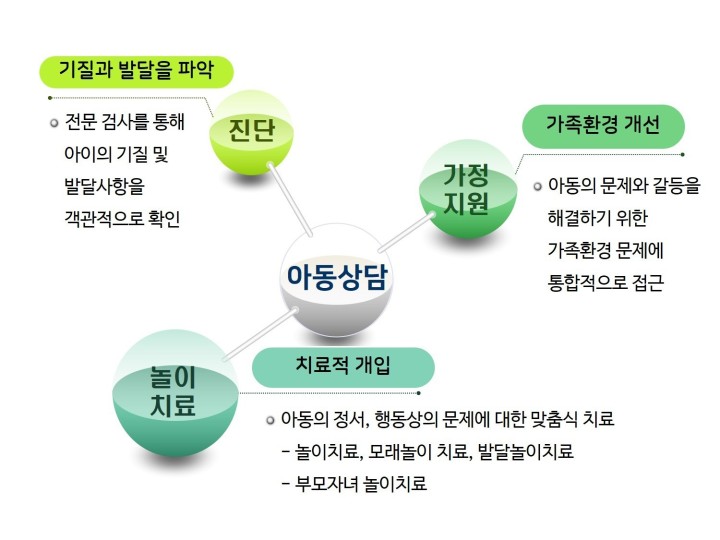 기질과 발달을 파악
진단
전문 검사를 통해
아이의 기질 및
발달사항을
객관적으로 확인
가족환경 개선
가정
지원
아동의 문제와 갈등을
해결하기 위한
가족환경 문제에
통합적으로 접근
아동상담
치료적 개입
놀이
치료
아동의 정서, 행동상의 문제에 대한 맞춤식 치료
- 놀이치료, 모래놀이 치료, 발달놀이치료
- 부모자녀 놀이치료